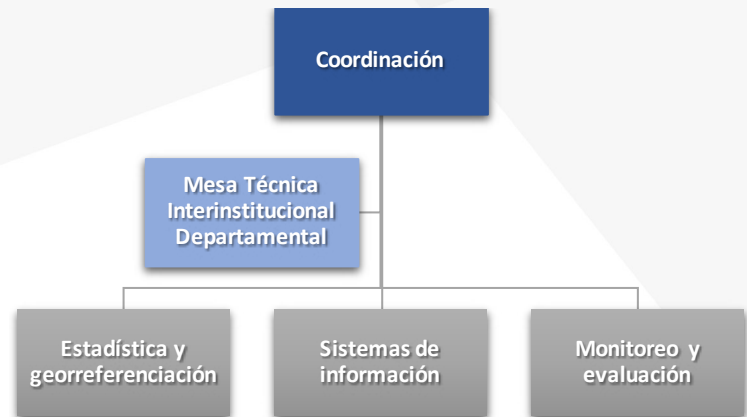 Coordinación
Mesa Técnica
Interinstitucional
Departamental
Estadística y
georreferenciación
Sistemas de
información
Monitoreo y
evaluación